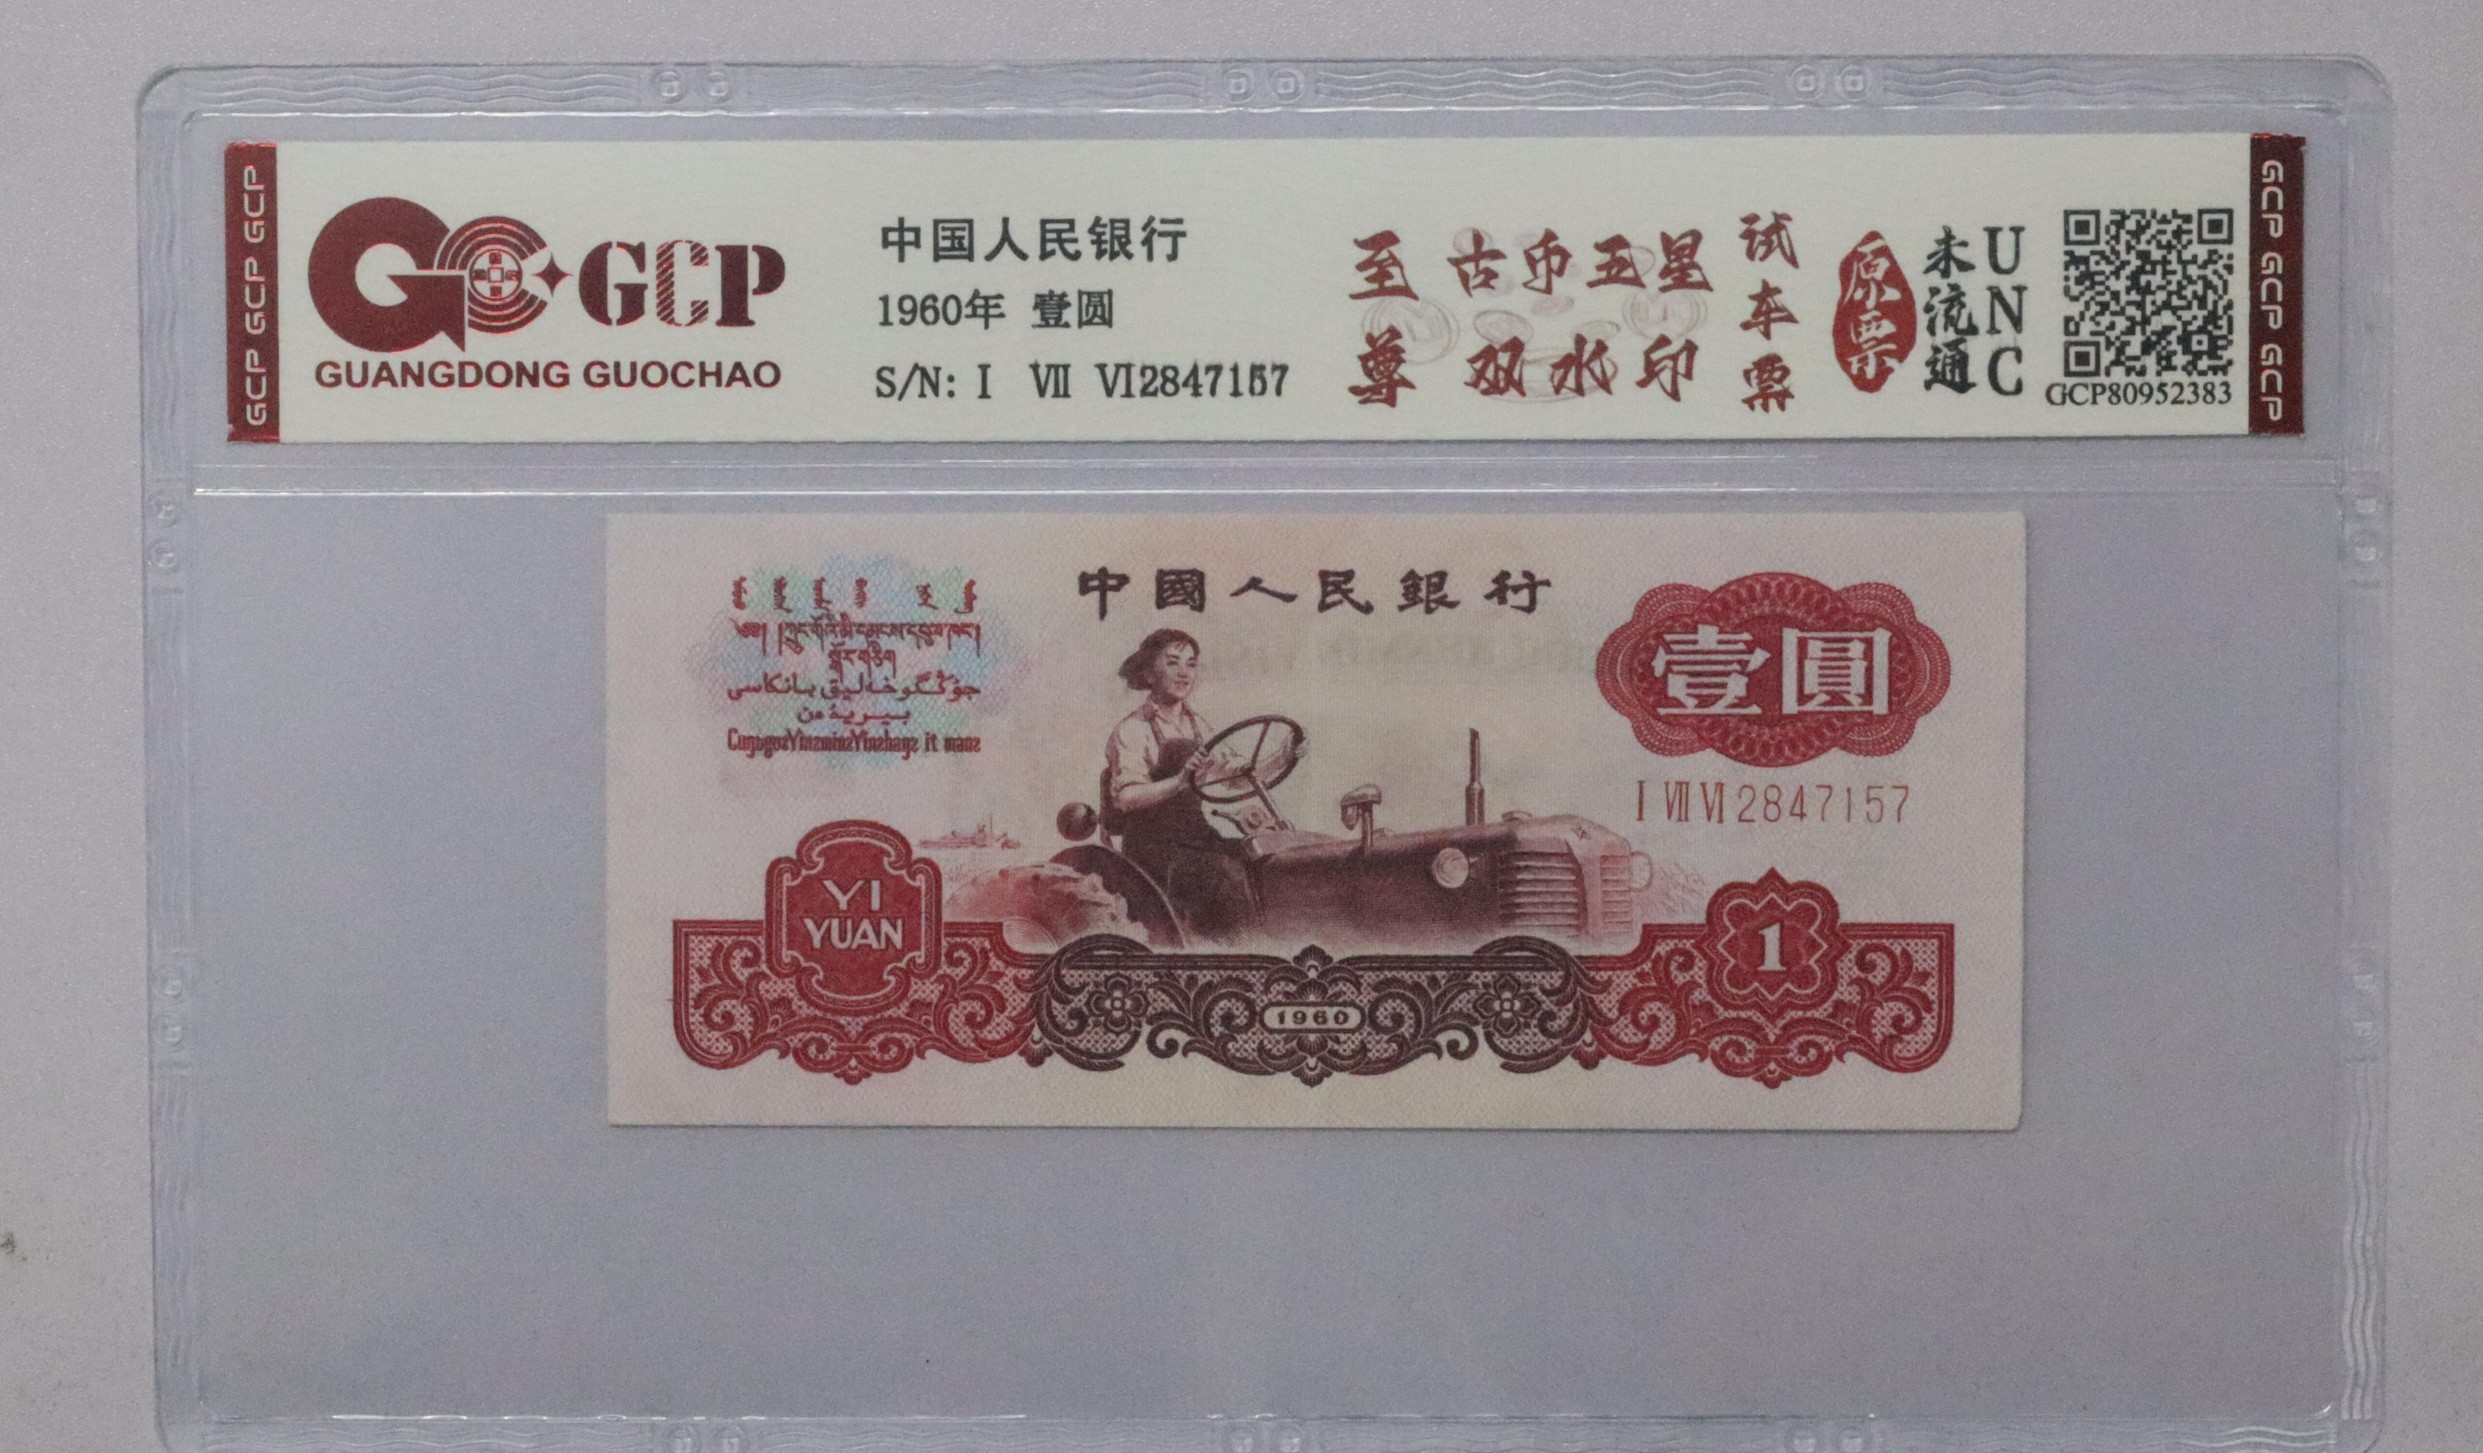 GCP GCP GCP
GCP
GUANGDONG GUOCHAO
中国人民银行
1960年 壹圆
S/N: I VII VI2847157
至尊
古币五星
双水印
试车票
原票
未流通
UNC
GCP80952383
GCP GCP GCP
中國人民銀行
壹圓
I VII VI 2847157
YI
YUAN
1960
1